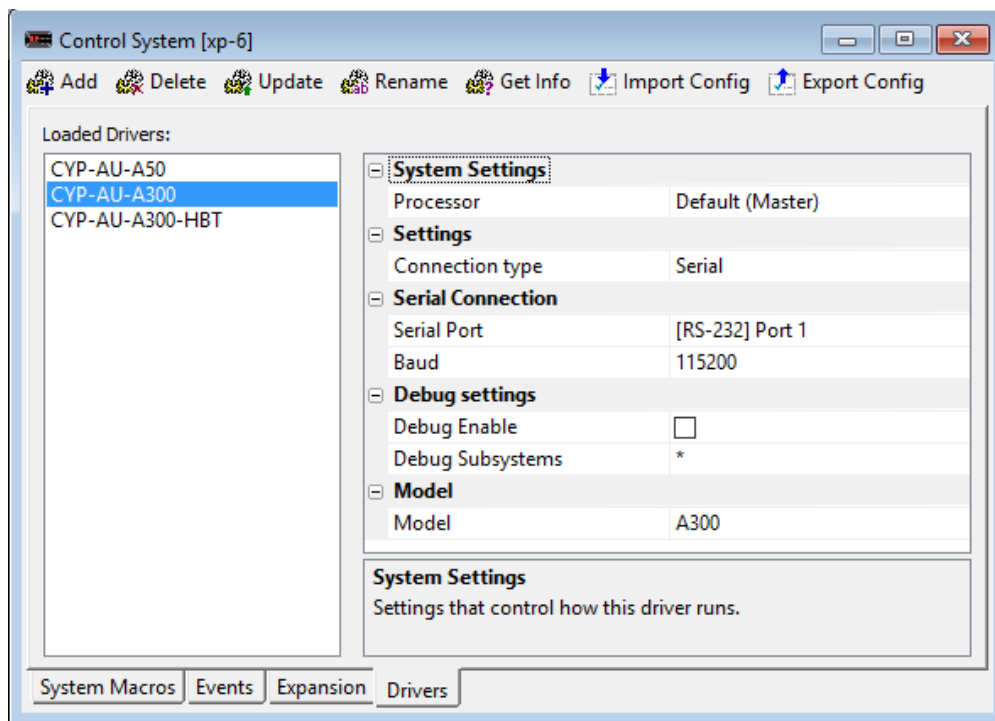 Control System [xp-6]
Add Delete Update Rename Get Info Import Config Export Config
Loaded Drivers:
CYP-AU-A50
CYP-AU-A300
CYP-AU-A300-HBT
System Settings
Processor Default (Master)
Settings
Connection type Serial
Serial Connection
Serial Port [RS-232] Port 1
Baud 115200
Debug settings
Debug Enable
Debug Subsystems *
Model
Model A300
System Settings
Settings that control how this driver runs.
System Macros Events Expansion Drivers